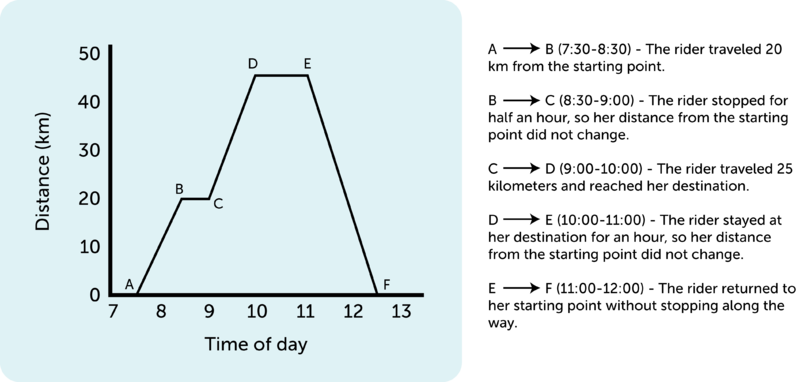 50
40
30
20
10
0
Distance (km)
A
B
C
D
E
F
7 8 9 10 11 12 13
Time of day
A → B (7:30-8:30) - The rider traveled 20
km from the starting point.
B → C (8:30-9:00) - The rider stopped for
half an hour, so her distance from the starting
point did not change.
C → D (9:00-10:00) - The rider traveled 25
kilometers and reached her destination.
D → E (10:00-11:00) - The rider stayed at
her destination for an hour, so her distance
from the starting point did not change.
E → F (11:00-12:00) - The rider returned to
her starting point without stopping along the
way.